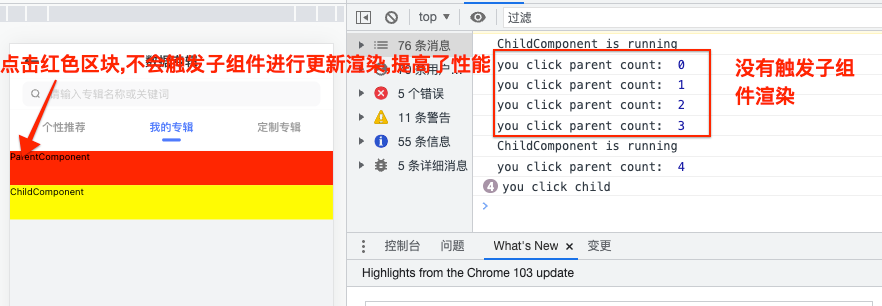 top
过滤
点击红色区块,不会触发子组件进行更新渲染,提高了性能
请输入专辑名称或关键词
个性推荐
我的专辑
定制专辑
ParentComponent
ChildComponent
76 条消息
5 个错误
11 条警告
55 条信息
5 条详细消息
ChildComponent is running
you click parent count: 0
you click parent count: 1
you click parent count: 2
you click parent count: 3
ChildComponent is running
you click parent count: 4
4 you click child
>
没有触发子组
件渲染
控制台
问题
What's New ×
变更
Highlights from the Chrome 103 update